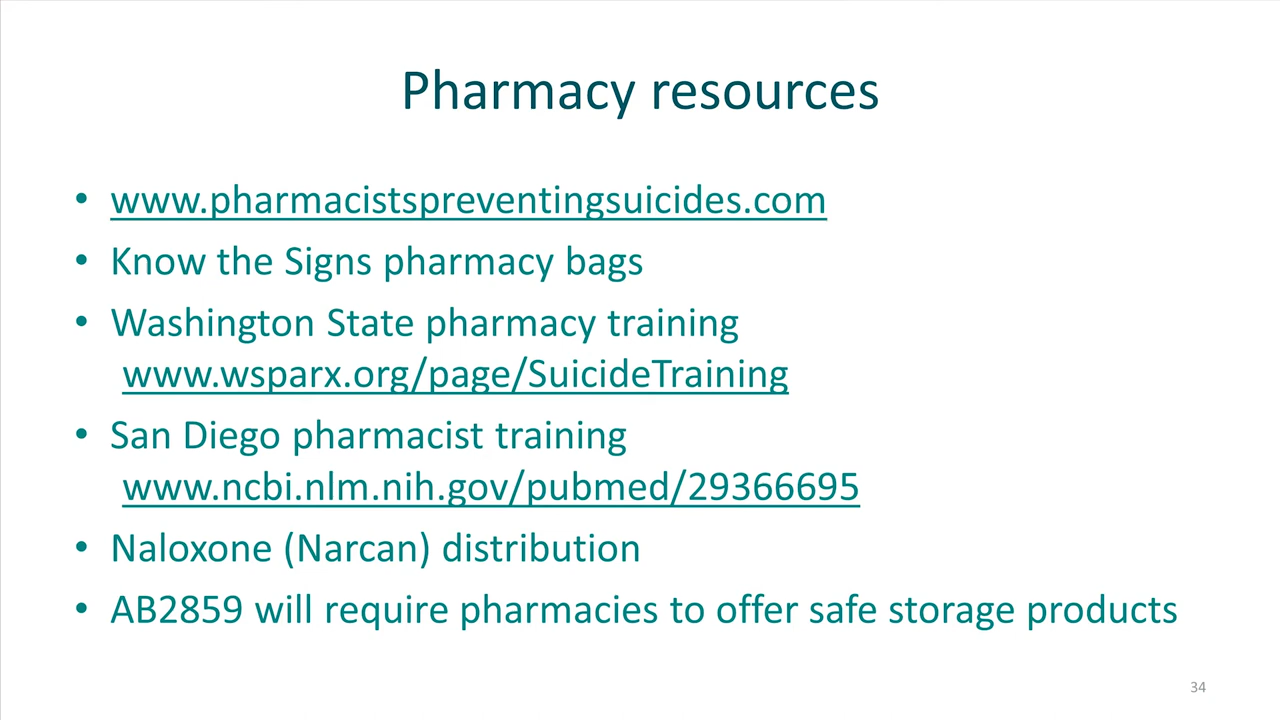 Pharmacy resources
• www.pharmacistspreventingsuicides.com
• Know the Signs pharmacy bags
• Washington State pharmacy training
www.wsparx.org/page/SuicideTraining
• San Diego pharmacist training
www.ncbi.nlm.nih.gov/pubmed/29366695
• Naloxone (Narcan) distribution
• AB2859 will require pharmacies to offer safe storage products
34